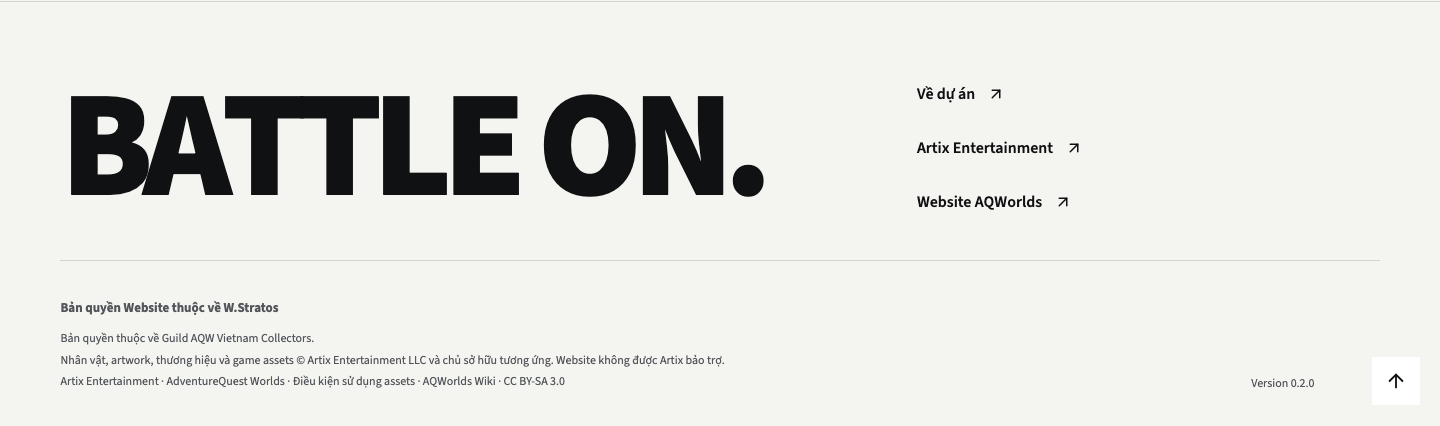 BATTLE ON.
Về dự án
Artix Entertainment
Website AQWorlds
Bản quyền Website thuộc về W.Stratos
Bản quyền thuộc về Guild AQW Vietnam Collectors.
Nhân vật, artwork, thương hiệu và game assets © Artix Entertainment LLC và chủ sở hữu tương ứng. Website không được Artix bảo trợ.
Artix Entertainment · AdventureQuest Worlds · Điều kiện sử dụng assets · AQWorlds Wiki · CC BY-SA 3.0
Version 0.2.0